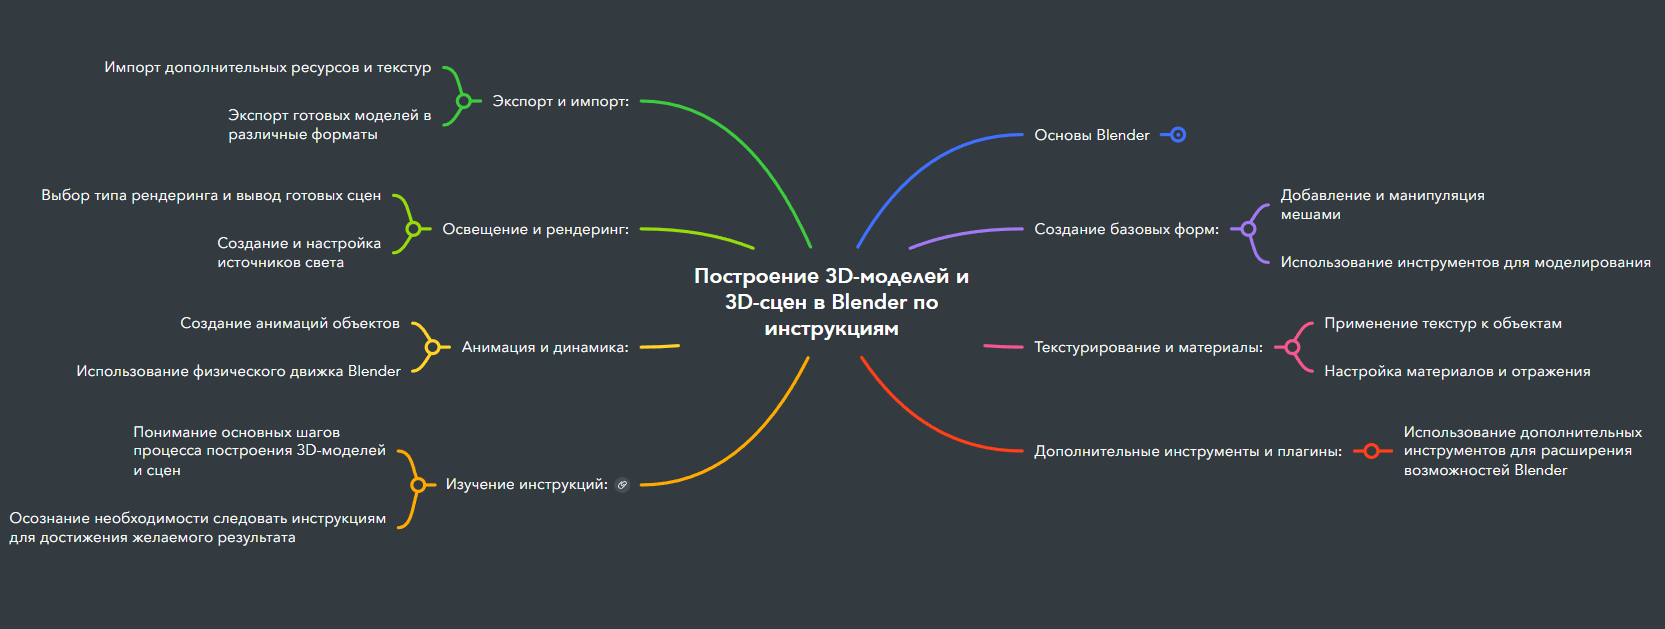 Построение 3D-моделей и
3D-сцен в Blender по
инструкциям
Основы Blender
Создание базовых форм:
Добавление и манипуляция
мешами
Использование инструментов для моделирования
Текстурирование и материалы:
Применение текстур к объектам
Настройка материалов и отражения
Дополнительные инструменты и плагины:
Использование дополнительных
инструментов для расширения
возможностей Blender
Экспорт и импорт:
Импорт дополнительных ресурсов и текстур
Экспорт готовых моделей в
различные форматы
Освещение и рендеринг:
Выбор типа рендеринга и вывод готовых сцен
Создание и настройка
источников света
Анимация и динамика:
Создание анимаций объектов
Использование физического движка Blender
Изучение инструкций:
Понимание основных шагов
процесса построения 3D-моделей
и сцен
Осознание необходимости следовать инструкциям
для достижения желаемого результата